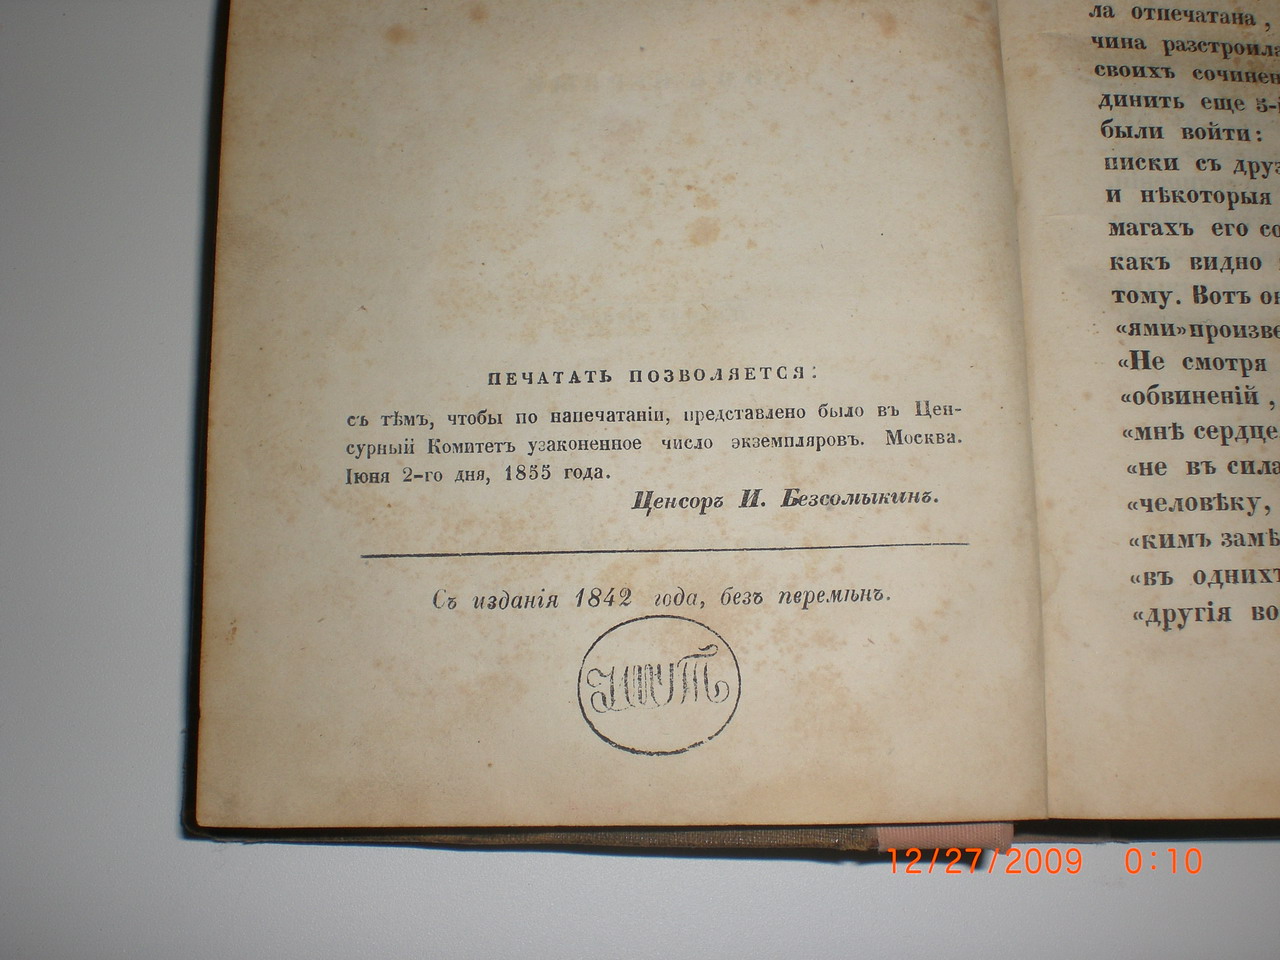 ПЕЧАТАТЬ ПОЗВОЛЯЕТСЯ:
съ тѣмъ, чтобы по напечатаніи, представлено было въ Цен-
сурный Комитетъ узаконенное число экземпляровъ. Москва.
Іюня 2-го дня, 1855 года.
Ценсоръ И. Безсомыкинъ.
Съ изданія 1842 года, безъ перемѣнъ.
ла отпечатана,
чина разстроила
своихъ сочинен
динить еще 5-
были войти:
писки съ друз
и нѣкоторыя
магахъ его со
какъ видно
тому. Вотъ он
«ями» произве
«Не смотря
«обвиненій,
«мнѣ сердце
«не въ сила
«человѣку,
«кимъ замѣ
«въ одних
«другія во
12/27/2009 0:10